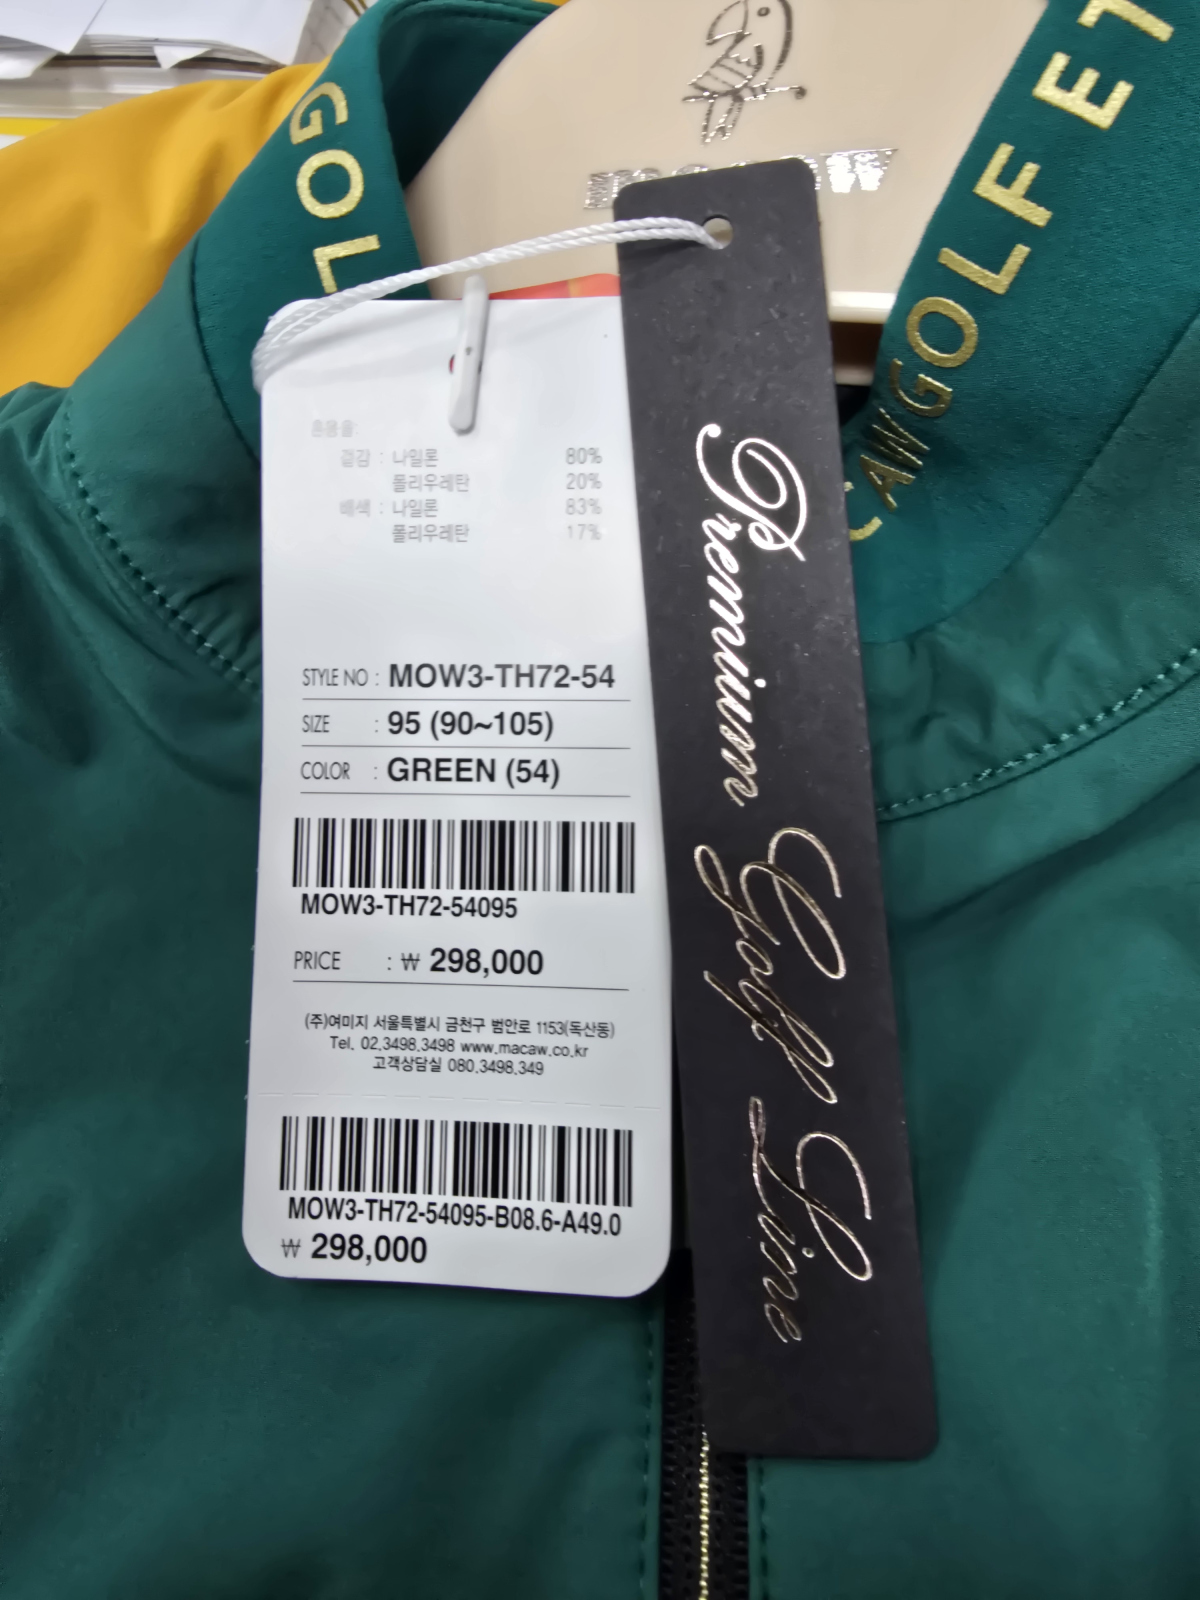 GOL
CAWGOLFET
혼용율:
겉감 : 나일론 80%
폴리우레탄 20%
배색 : 나일론 83%
폴리우레탄 17%
STYLE NO : MOW3-TH72-54
SIZE : 95 (90~105)
COLOR : GREEN (54)
MOW3-TH72-54095
PRICE : ₩ 298,000
(주)여미지 서울특별시 금천구 범안로 1153(독산동)
Tel. 02.3498.3498 www.macaw.co.kr
고객상담실 080.3498.349
MOW3-TH72-54095-B08.6-A49.0
₩ 298,000
Premium Golf Line